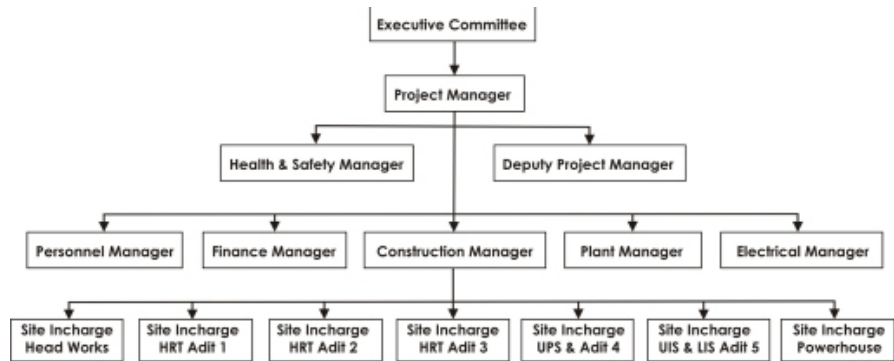 Executive Committee
Project Manager
Health & Safety Manager
Deputy Project Manager
Personnel Manager
Finance Manager
Construction Manager
Plant Manager
Electrical Manager
Site Incharge
Head Works
Site Incharge
HRT Adit 1
Site Incharge
HRT Adit 2
Site Incharge
HRT Adit 3
Site Incharge
UPS & Adit 4
Site Incharge
UIS & LIS Adit 5
Site Incharge
Powerhouse